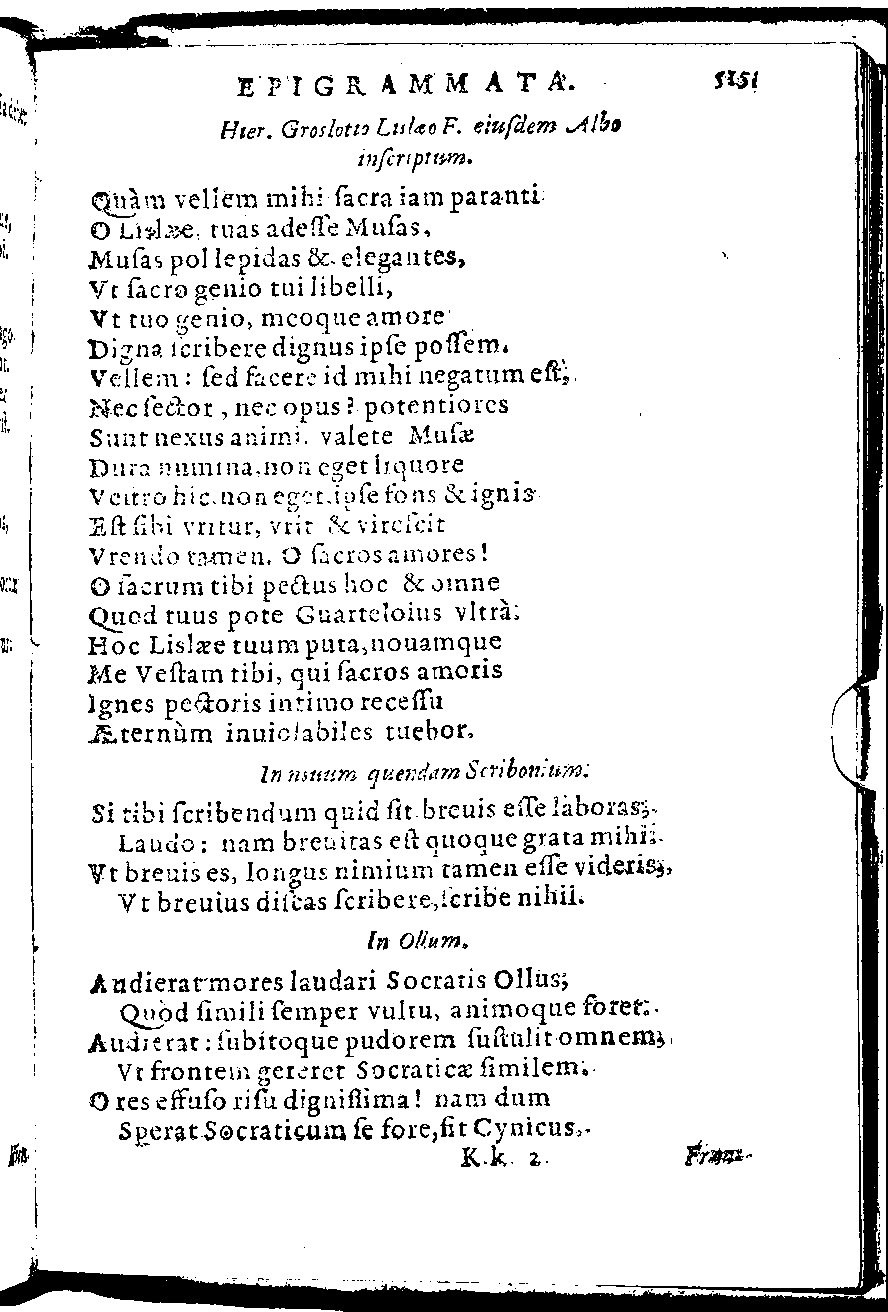 EPIGRAMMATA. 515
Hier. Groslotto Lislæo F. eiuſdem Albo
inſcriptum.
Quàm vellem mihi ſacra iam paranti
O Lislæe, tuas adeſſe Muſas,
Muſas pol lepidas & elegantes,
Vt ſacro genio tui libelli,
Vt tuo genio, meoque amore
Digna ſcribere dignus ipſe poſſem.
Vellem: ſed facere id mihi negatum eſt,
Nec ſector, nec opus? potentiores
Sunt nexus animi. valete Muſæ
Dura numina, non eget liquore
Veſtro hic, non eget, ipſe fons & ignis
Eſt ſibi vritur, vrit & vireſcit
Vrendo tamen. O ſacros amores!
O ſacrum tibi pectus hoc & omne
Quod tuus pote Guarteloius vltrà;
Hoc Lislæe tuum puta, nouamque
Me Veſtam tibi, qui ſacros amoris
Ignes pectoris intimo receſſu
Æternùm inuiolabiles tuebor.
In quendam Scribonium.
Si tibi ſcribendum quid ſit breuis eſſe laboras;
Laudo: nam breuitas eſt quoque grata mihi:
Vt breuis es, longus nimium tamen eſſe videris;
Vt breuius diſcas ſcribere, ſcribe nihil.
In Ollum.
Audierat mores laudari Socratis Ollus;
Quòd ſimili ſemper vultu, animoque foret:
Audierat: ſubitoque pudorem ſuſtulit omnem;
Vt frontem gereret Socraticæ ſimilem.
O res effuſo riſu digniſſima! nam dum
Sperat Socraticum ſe fore, fit Cynicus.
K k 2 Franc.